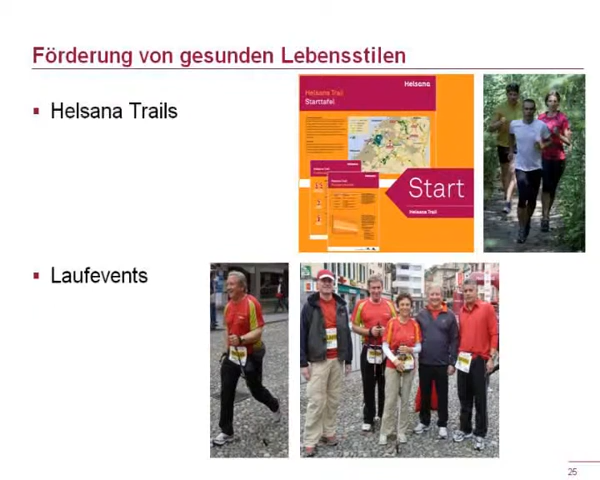 Förderung von gesunden Lebensstilen
Helsana Trails
Helsana
Helsana Trail
Starttafel
Start
Helsana Trail
Laufevents
25